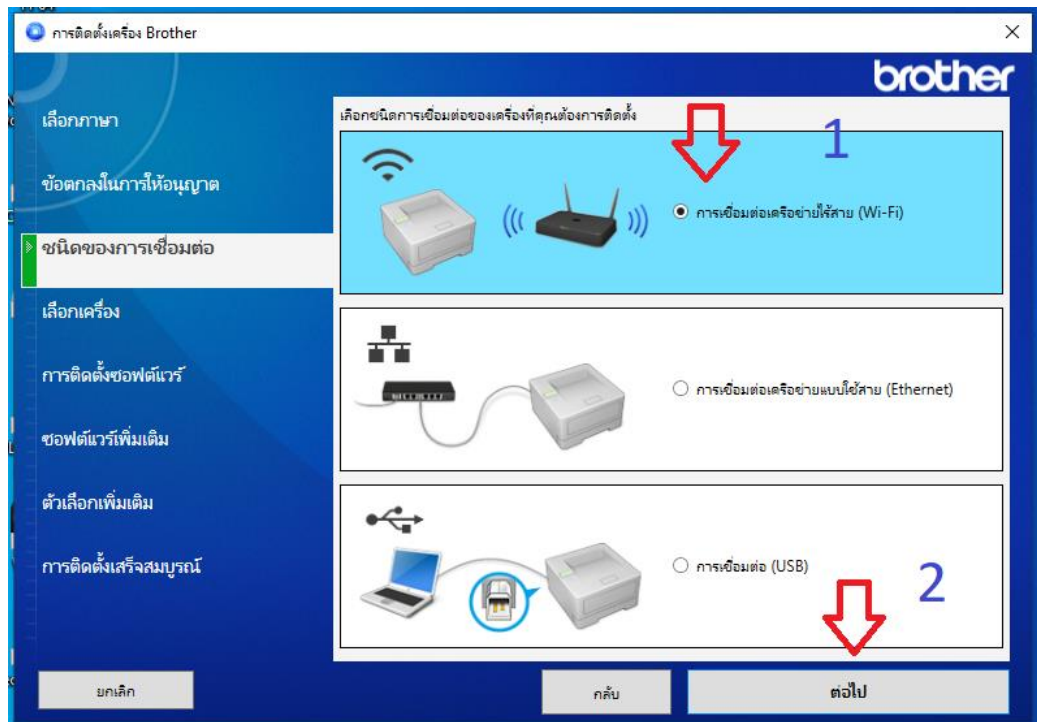 การติดตั้งเครื่อง Brother
brother
เลือกภาษา
ข้อตกลงในการให้อนุญาต
ชนิดของการเชื่อมต่อ
เลือกเครื่อง
การติดตั้งซอฟต์แวร์
ซอฟต์แวร์เพิ่มเติม
ตัวเลือกเพิ่มเติม
การติดตั้งเสร็จสมบูรณ์
เลือกชนิดการเชื่อมต่อของเครื่องที่คุณต้องการติดตั้ง
1
การเชื่อมต่อเครือข่ายไร้สาย (Wi-Fi)
การเชื่อมต่อเครือข่ายแบบใช้สาย (Ethernet)
การเชื่อมต่อ (USB)
2
ยกเลิก
กลับ
ต่อไป